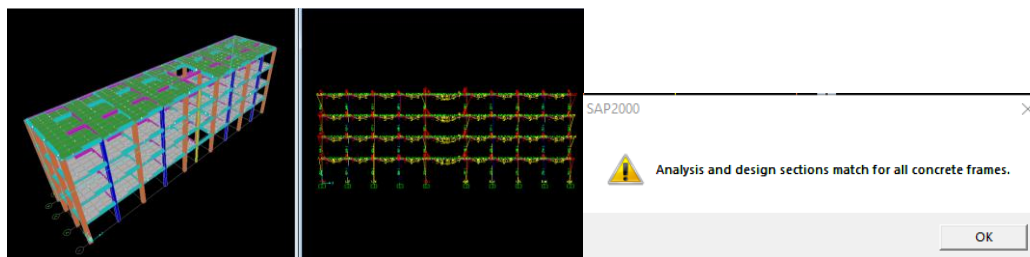 SAP2000
Analysis and design sections match for all concrete frames.
OK